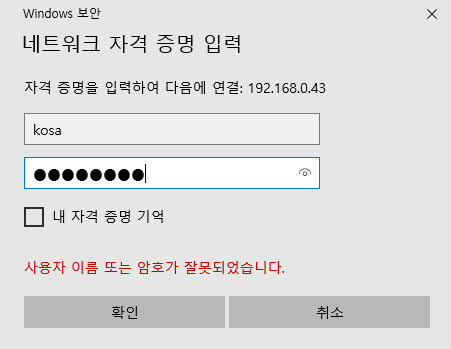 Windows 보안
네트워크 자격 증명 입력
자격 증명을 입력하여 다음에 연결: 192.168.0.43
kosa
●●●●●●●●
내 자격 증명 기억
사용자 이름 또는 암호가 잘못되었습니다.
확인
취소